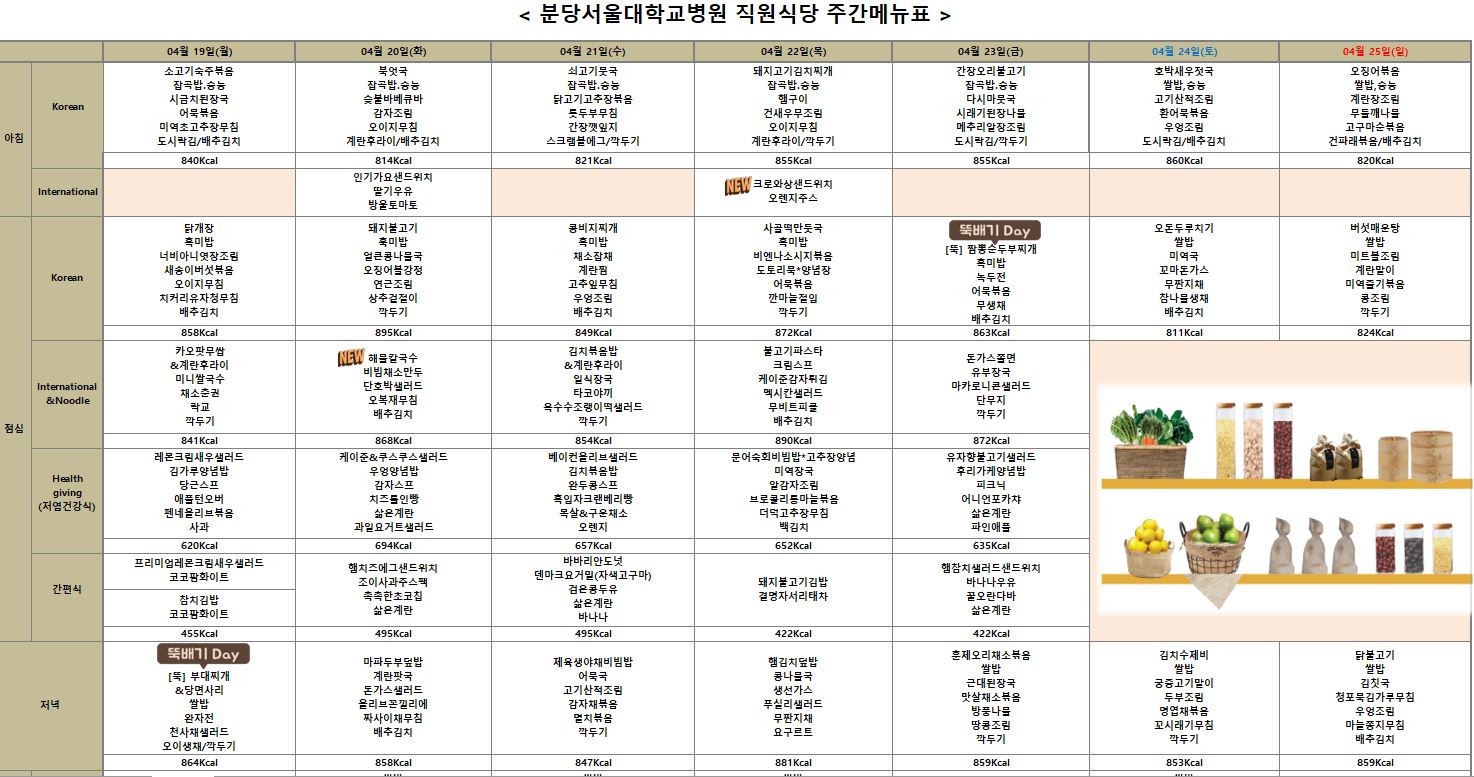 < 분당서울대학교병원 직원식당 주간메뉴표 >
04월 19일(월) 04월 20일(화) 04월 21일(수) 04월 22일(목) 04월 23일(금) 04월 24일(토) 04월 25일(일)
아침
Korean
소고기숙주볶음
잡곡밥.숭늉
시금치된장국
어묵볶음
미역초고추장무침
도시락김/배추김치
840Kcal
북엇국
잡곡밥.숭늉
숯불바베큐바
감자조림
오이지무침
계란후라이/배추김치
814Kcal
쇠고기뭇국
잡곡밥.숭늉
닭고기고추장볶음
톳두부무침
간장깻잎지
스크램블에그/깍두기
821Kcal
돼지고기김치찌개
잡곡밥.숭늉
햄구이
건새우무조림
오이지무침
계란후라이/깍두기
855Kcal
간장오리불고기
잡곡밥.숭늉
다시마뭇국
시래기된장나물
메추리알장조림
도시락김/깍두기
855Kcal
호박새우젓국
쌀밥,숭늉
고기산적조림
환어묵볶음
우엉조림
도시락김/배추김치
860Kcal
오징어볶음
쌀밥,숭늉
계란장조림
무들깨나물
고구마순볶음
건파래볶음/배추김치
820Kcal
International
인기가요샌드위치
딸기우유
방울토마토
NEW 크로와상샌드위치
오렌지주스
점심
Korean
닭개장
흑미밥
너비아니엿장조림
새송이버섯볶음
오이지무침
치커리유자청무침
배추김치
858Kcal
돼지불고기
흑미밥
얼큰콩나물국
오징어볼강정
연근조림
상추겉절이
깍두기
895Kcal
콩비지찌개
흑미밥
채소잡채
계란찜
고추잎무침
우엉조림
배추김치
849Kcal
사골떡만둣국
흑미밥
비엔나소시지볶음
도토리묵*양념장
어묵볶음
깐마늘절임
깍두기
872Kcal
뚝배기 Day
[뚝] 짬뽕순두부찌개
흑미밥
녹두전
어묵볶음
무생채
배추김치
863Kcal
오돈두루치기
쌀밥
미역국
꼬마돈가스
무짠지채
참나물생채
배추김치
811Kcal
버섯매운탕
쌀밥
미트볼조림
계란말이
미역줄기볶음
콩조림
깍두기
824Kcal
International
&Noodle
카오팟무쌉
&계란후라이
미니쌀국수
채소춘권
락교
깍두기
841Kcal
NEW 해물칼국수
비빔채소만두
단호박샐러드
오복채무침
배추김치
868Kcal
김치볶음밥
&계란후라이
일식장국
타코야끼
옥수수조랭이떡샐러드
깍두기
854Kcal
불고기파스타
크림스프
케이준감자튀김
멕시칸샐러드
무비트피클
배추김치
890Kcal
돈가스쫄면
유부장국
마카로니콘샐러드
단무지
깍두기
872Kcal
Health
giving
(저염건강식)
레몬크림새우샐러드
김가루양념밥
당근스프
애플턴오버
펜네올리브볶음
사과
620Kcal
케이준&쿠스쿠스샐러드
우엉양념밥
감자스프
치즈롤인빵
삶은계란
과일요거트샐러드
694Kcal
베이컨올리브샐러드
김치볶음밥
완두콩스프
흑임자크랜베리빵
목살&구운채소
오렌지
657Kcal
문어숙회비빔밥*고추장양념
미역장국
알감자조림
브로콜리통마늘볶음
더덕고추장무침
백김치
652Kcal
유자향불고기샐러드
후리가케양념밥
피크닉
어니언포카챠
삶은계란
파인애플
635Kcal
간편식
프리미엄레몬크림새우샐러드
코코팜화이트
참치김밥
코코팜화이트
455Kcal
햄치즈에그샌드위치
조이사과주스팩
촉촉한초코칩
삶은계란
495Kcal
바바리안도넛
덴마크요거밀(자색고구마)
검은콩두유
삶은계란
바나나
495Kcal
돼지불고기김밥
결명자서리태차
422Kcal
햄참치샐러드샌드위치
바나나우유
꿀오란다바
삶은계란
422Kcal
저녁
뚝배기 Day
[뚝] 부대찌개
&당면사리
쌀밥
완자전
천사채샐러드
오이생채/깍두기
864Kcal
마파두부덮밥
계란팟국
돈가스샐러드
올리브꼰낄리에
짜사이채무침
배추김치
858Kcal
제육생야채비빔밥
어묵국
고기산적조림
감자채볶음
멸치볶음
깍두기
847Kcal
햄김치덮밥
콩나물국
생선가스
푸실리샐러드
무짠지채
요구르트
881Kcal
훈제오리채소볶음
쌀밥
근대된장국
맛살채소볶음
방풍나물
땅콩조림
깍두기
859Kcal
김치수제비
쌀밥
궁중고기말이
두부조림
명엽채볶음
꼬시래기무침
깍두기
853Kcal
닭불고기
쌀밥
김칫국
청포묵김가루무침
우엉조림
마늘쫑지무침
배추김치
859Kcal